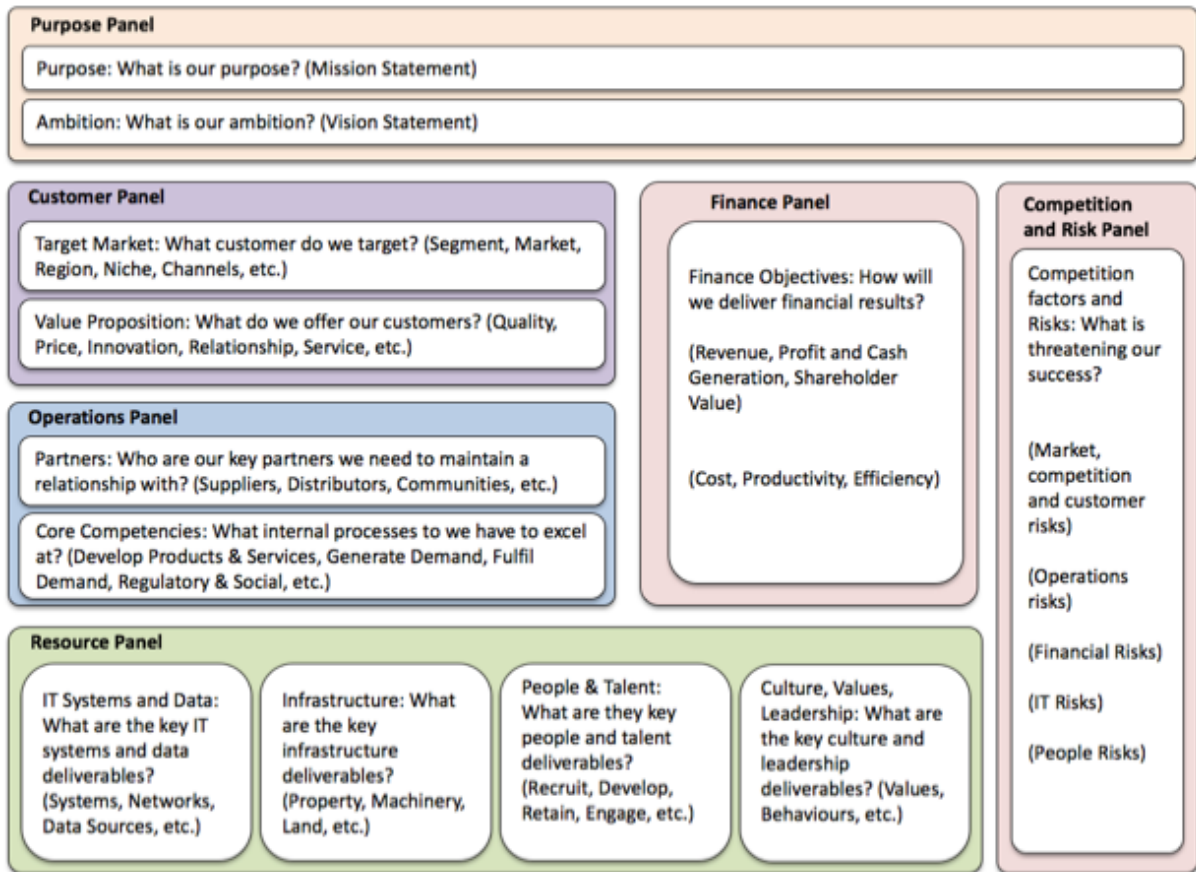 Purpose Panel
Purpose: What is our purpose? (Mission Statement)
Ambition: What is our ambition? (Vision Statement)
Customer Panel
Target Market: What customer do we target? (Segment, Market,
Region, Niche, Channels, etc.)
Value Proposition: What do we offer our customers? (Quality,
Price, Innovation, Relationship, Service, etc.)
Operations Panel
Partners: Who are our key partners we need to maintain a
relationship with? (Suppliers, Distributors, Communities, etc.)
Core Competencies: What internal processes to we have to excel
at? (Develop Products & Services, Generate Demand, Fulfil
Demand, Regulatory & Social, etc.)
Finance Panel
Finance Objectives: How will
we deliver financial results?
(Revenue, Profit and Cash
Generation, Shareholder
Value)
(Cost, Productivity, Efficiency)
Competition
and Risk Panel
Competition
factors and
Risks: What is
threatening our
success?
(Market,
competition
and customer
risks)
(Operations
risks)
(Financial Risks)
(IT Risks)
(People Risks)
Resource Panel
IT Systems and Data:
What are the key IT
systems and data
deliverables?
(Systems, Networks,
Data Sources, etc.)
Infrastructure: What
are the key
infrastructure
deliverables?
(Property, Machinery,
Land, etc.)
People & Talent:
What are they key
people and talent
deliverables?
(Recruit, Develop,
Retain, Engage, etc.)
Culture, Values,
Leadership: What are
the key culture and
leadership
deliverables? (Values,
Behaviours, etc.)